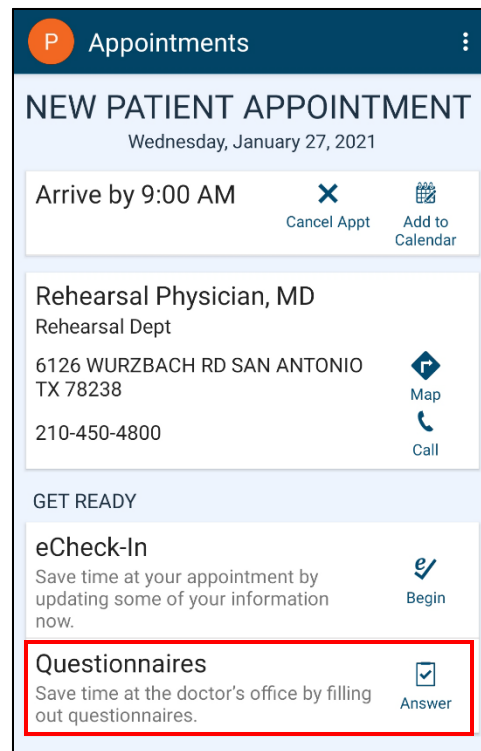 P Appointments
NEW PATIENT APPOINTMENT
Wednesday, January 27, 2021
Arrive by 9:00 AM
Cancel Appt
Add to
Calendar
Rehearsal Physician, MD
Rehearsal Dept
6126 WURZBACH RD SAN ANTONIO
TX 78238
Map
210-450-4800
Call
GET READY
eCheck-In
Save time at your appointment by
updating some of your information
now.
e
Begin
Questionnaires
Save time at the doctor's office by filling
out questionnaires.
Answer